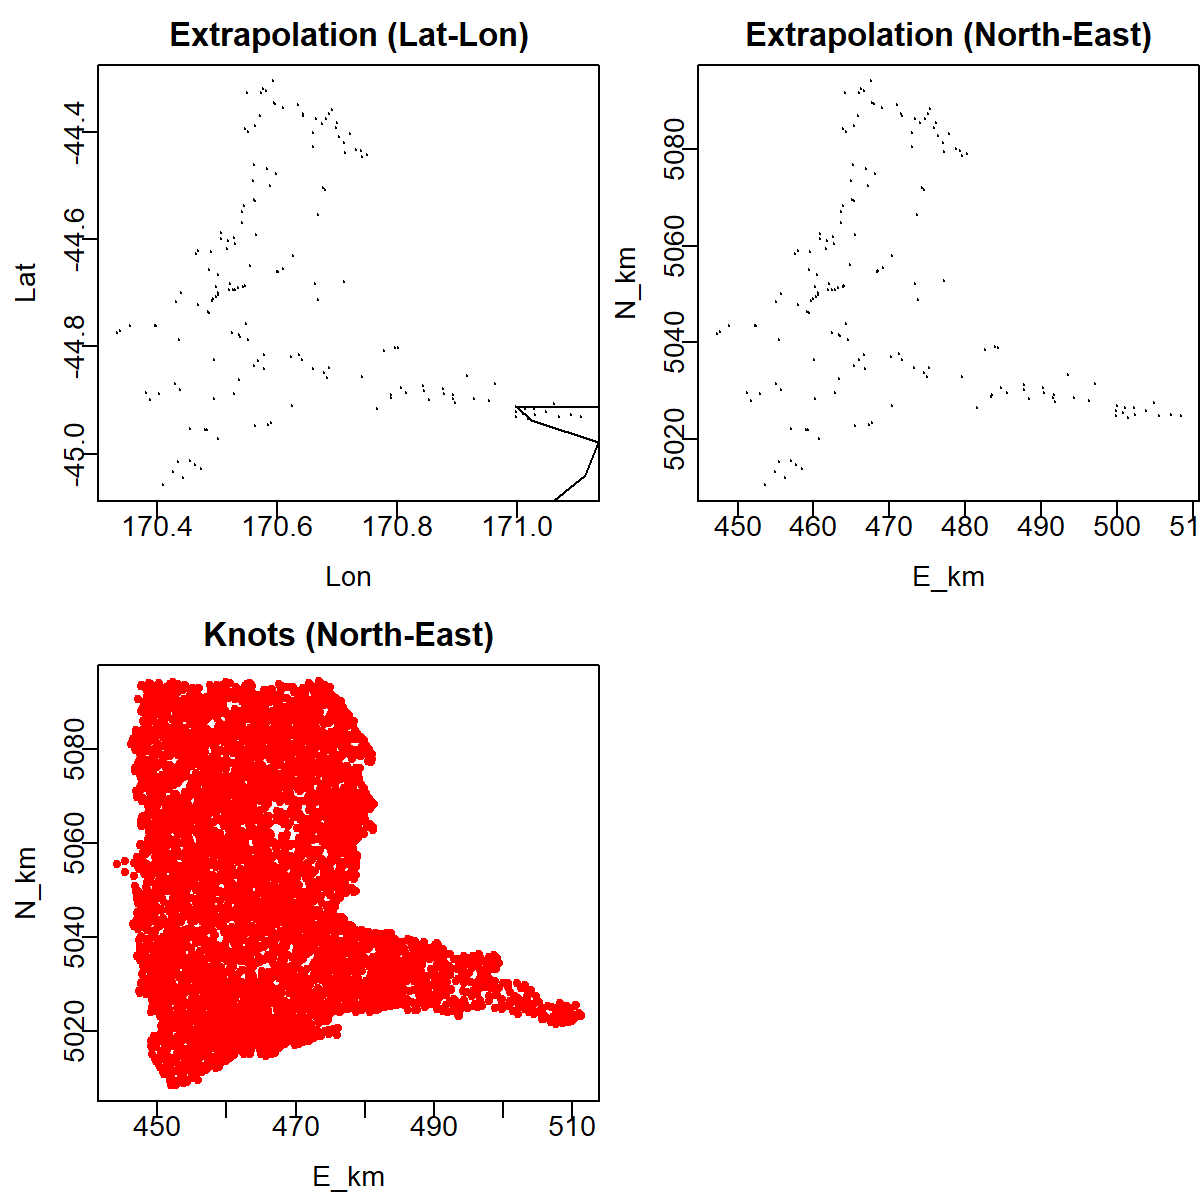 Extrapolation (Lat-Lon)
Lat
-44.4
-44.6
-44.8
-45.0
170.4 170.6 170.8 171.0
Lon
Extrapolation (North-East)
N_km
5080
5060
5040
5020
450 460 470 480 490 500 51
E_km
Knots (North-East)
N_km
5080
5060
5040
5020
450 470 490 510
E_km